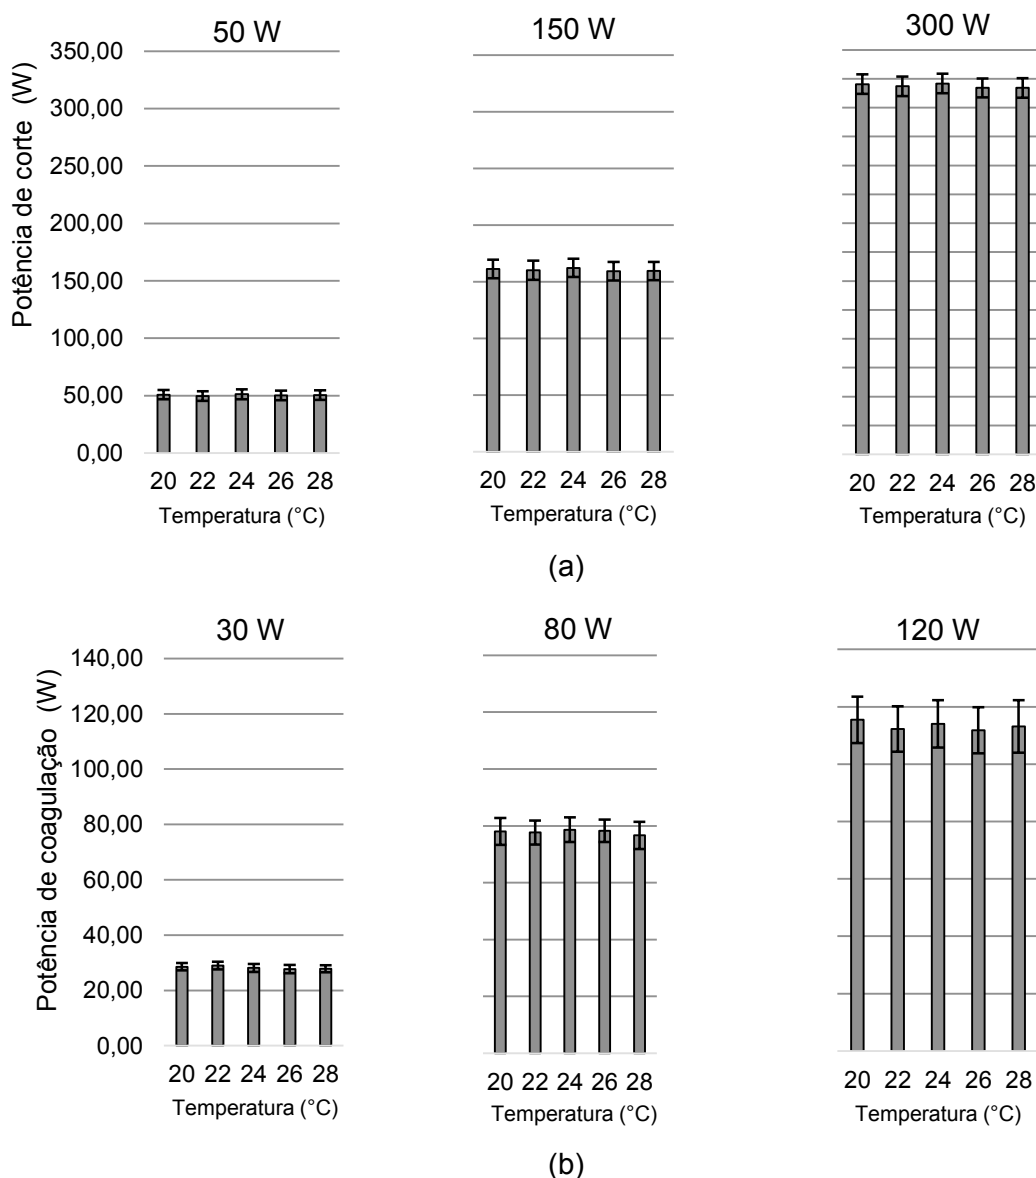 50 W
150 W
300 W
Potência de corte (W)
350,00
300,00
250,00
200,00
150,00
100,00
50,00
0,00
20 22 24 26 28
20 22 24 26 28
20 22 24 26 28
Temperatura (°C)
Temperatura (°C)
Temperatura (°C)
(a)
30 W
80 W
120 W
Potência de coagulação (W)
140,00
120,00
100,00
80,00
60,00
40,00
20,00
0,00
20 22 24 26 28
20 22 24 26 28
20 22 24 26 28
Temperatura (°C)
Temperatura (°C)
Temperatura (°C)
(b)